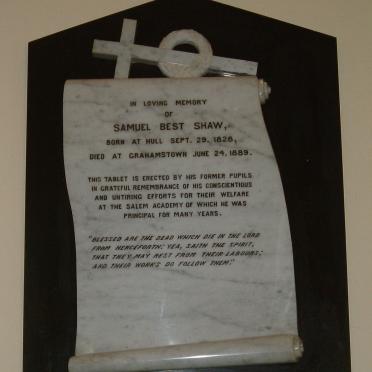 IN LOVING MEMORY
OF
SAMUEL BEST SHAW,
BORN AT HULL SEPT. 29, 1828,
DIED AT GRAHAMSTOWN JUNE 24, 1889.
THIS TABLET IS ERECTED BY HIS FORMER PUPILS
IN GRATEFUL REMEMBRANCE OF HIS CONSCIENTIOUS
AND UNTIRING EFFORTS FOR THEIR WELFARE
AT THE SALEM ACADEMY OF WHICH HE WAS
PRINCIPAL FOR MANY YEARS.
"BLESSED ARE THE DEAD WHICH DIE IN THE LORD
FROM HENCEFORTH: YEA, SAITH THE SPIRIT,
THAT THEY MAY REST FROM THEIR LABOURS;
AND THEIR WORKS DO FOLLOW THEM."